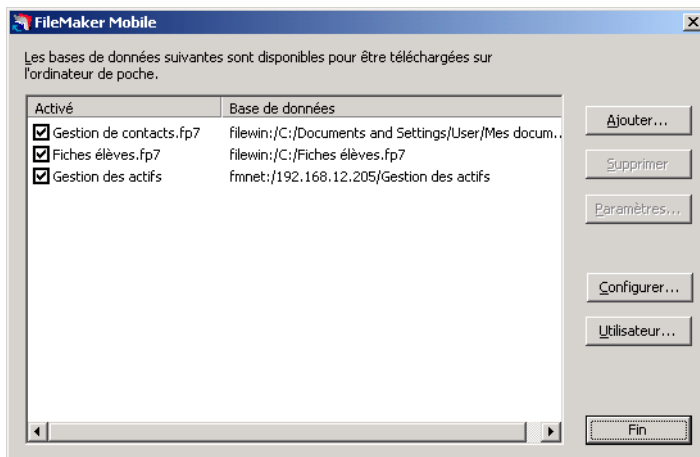 FileMaker Mobile
Les bases de données suivantes sont disponibles pour être téléchargées sur
l'ordinateur de poche.
Activé Base de données
Gestion de contacts.fp7 filewin:/C:/Documents and Settings/User/Mes docum...
Fiches élèves.fp7 filewin:/C:/Fiches élèves.fp7
Gestion des actifs fmnet:/192.168.12.205/Gestion des actifs
Ajouter...
Supprimer
Paramètres...
Configurer...
Utilisateur...
Fin